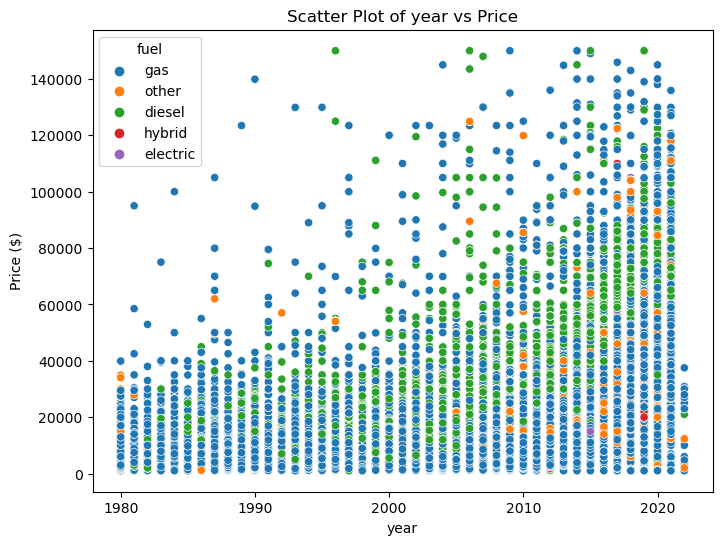 Scatter Plot of year vs Price
fuel
gas
other
diesel
hybrid
electric
140000
120000
100000
80000
60000
40000
20000
0
Price ($)
1980 1990 2000 2010 2020
year